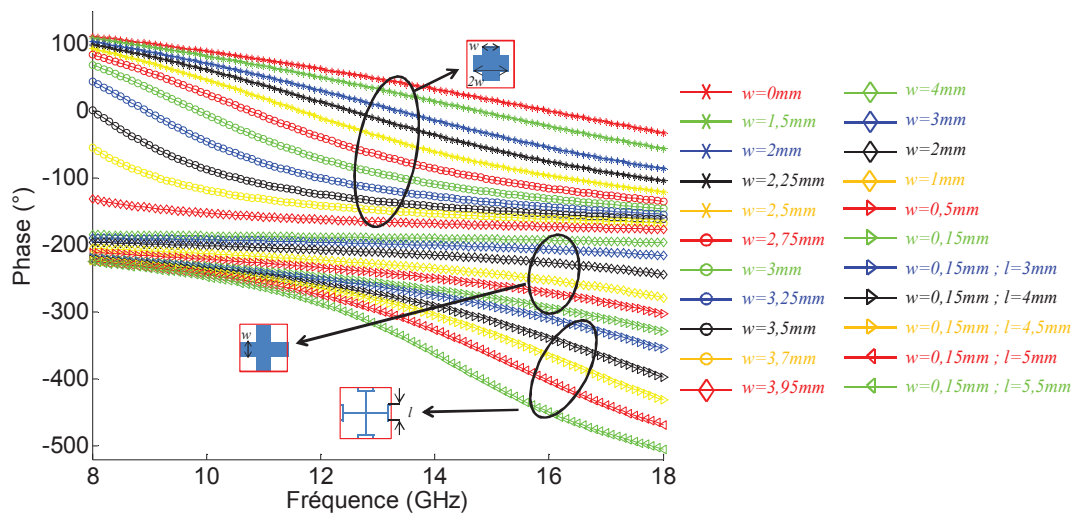 100
0
-100
-200
-300
-400
-500
Phase (°)
8
10
12
14
16
18
Fréquence (GHz)
w
2w
w
l
w=0mm
w=1,5mm
w=2mm
w=2,25mm
w=2,5mm
w=2,75mm
w=3mm
w=3,25mm
w=3,5mm
w=3,7mm
w=3,95mm
w=4mm
w=3mm
w=2mm
w=1mm
w=0,5mm
w=0,15mm
w=0,15mm ; l=3mm
w=0,15mm ; l=4mm
w=0,15mm ; l=4,5mm
w=0,15mm ; l=5mm
w=0,15mm ; l=5,5mm